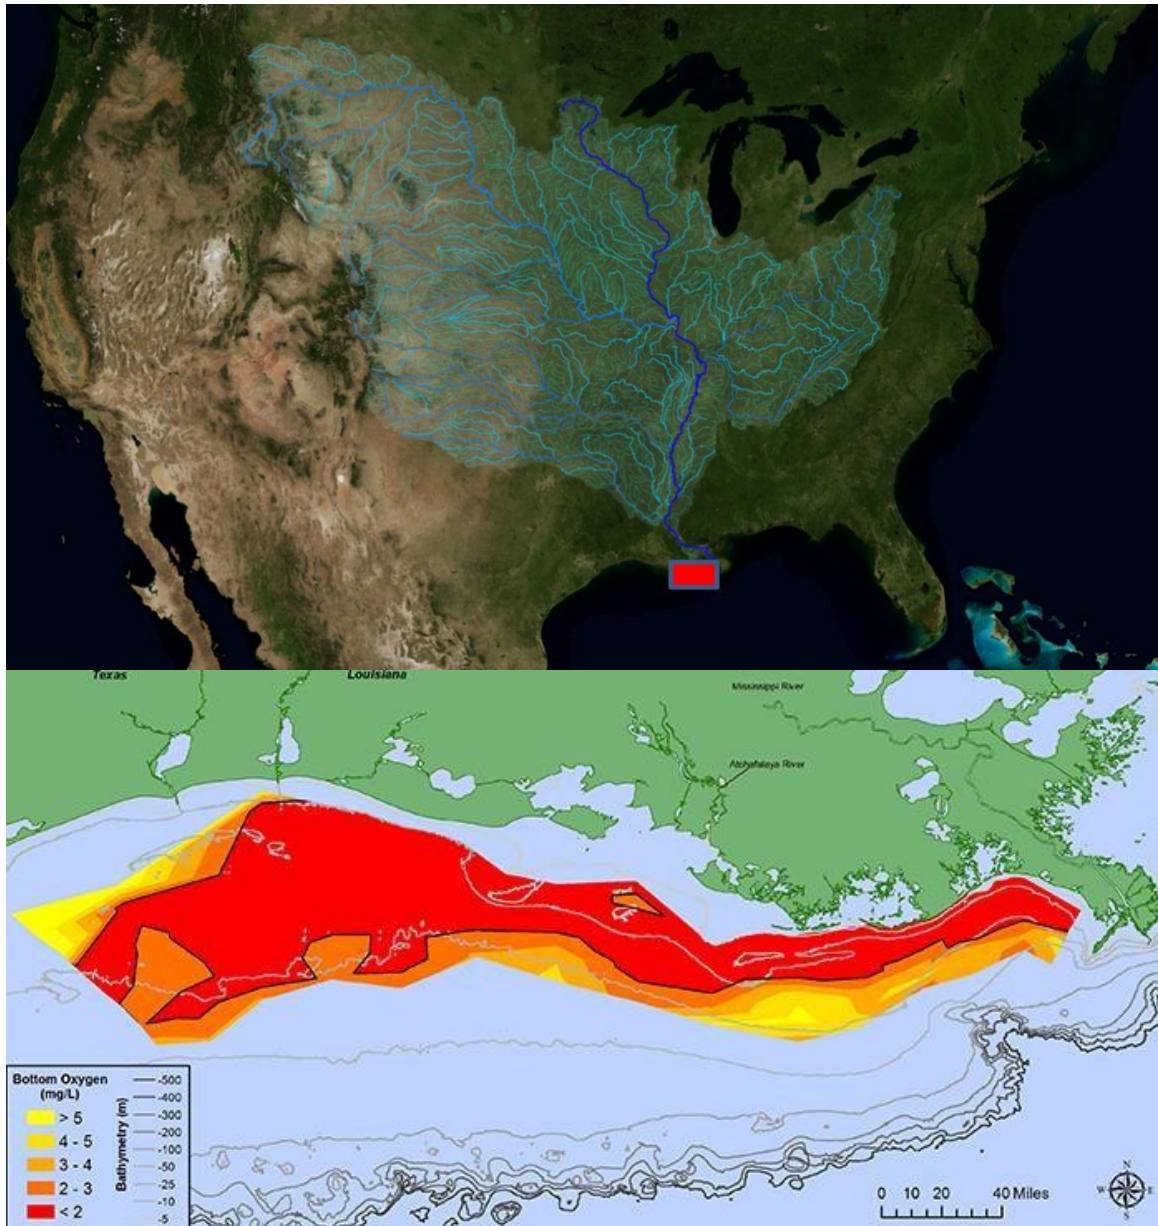 Texas
Louisiana
Mississippi River
Atchafalaya River
Bottom Oxygen
(mg/L)
> 5
4 - 5
3 - 4
2 - 3
< 2
Bathymetry (m)
-500
-400
-300
-200
-100
-50
-25
-10
-5
0 10 20 40 Miles
N
W E
S